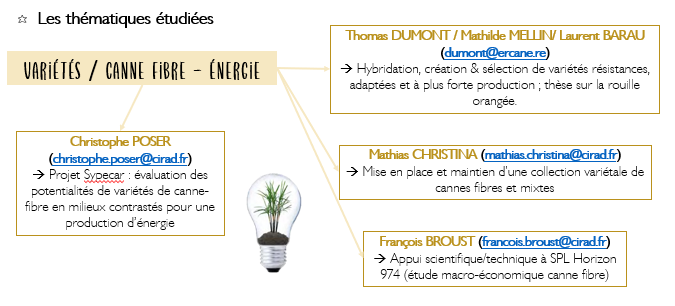 ☆ Les thématiques étudiées
VARIÉTÉS / CANNE FIBRE - ÉNERGIE
Thomas DUMONT / Mathilde MELLIN/ Laurent BARAU
(dumont@ercane.re)
→ Hybridation, création & sélection de variétés résistances,
adaptées et à plus forte production ; thèse sur la rouille
orangée.
Christophe POSER
(christophe.poser@cirad.fr)
→ Projet Sypecar : évaluation des
potentialités de variétés de canne-
fibre en milieux contrastés pour une
production d'énergie
Mathias CHRISTINA (mathias.christina@cirad.fr)
→ Mise en place et maintien d'une collection variétale de
cannes fibres et mixtes
François BROUST (francois.broust@cirad.fr)
→ Appui scientifique/technique à SPL Horizon
974 (étude macro-économique canne fibre)